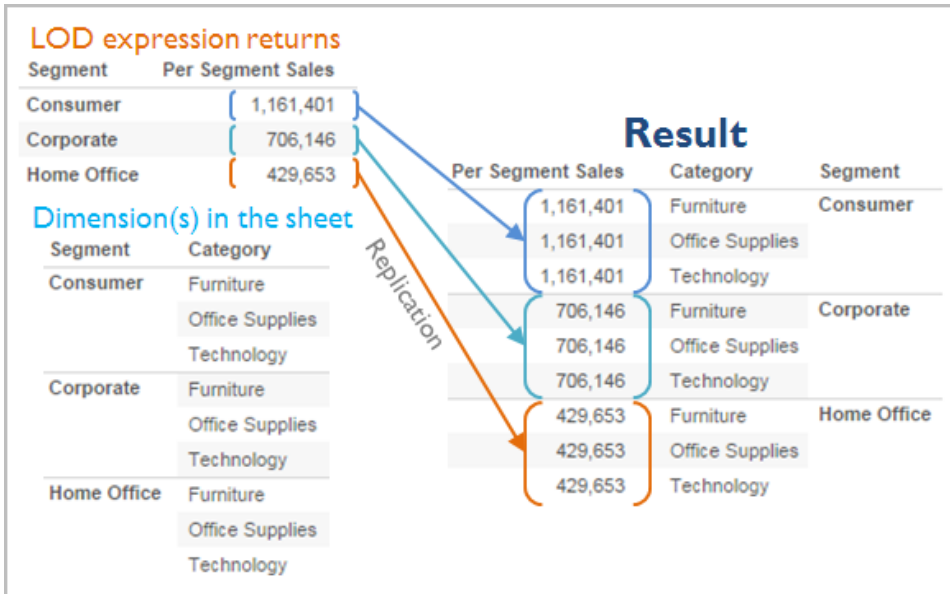 LOD expression returns
Segment Per Segment Sales
Consumer 1,161,401
Corporate 706,146
Home Office 429,653
Dimension(s) in the sheet
Segment Category
Consumer Furniture
Office Supplies
Technology
Corporate Furniture
Office Supplies
Technology
Home Office Furniture
Office Supplies
Technology
Replication
Result
Per Segment Sales Category Segment
1,161,401 Furniture Consumer
1,161,401 Office Supplies
1,161,401 Technology
706,146 Furniture Corporate
706,146 Office Supplies
706,146 Technology
429,653 Furniture Home Office
429,653 Office Supplies
429,653 Technology